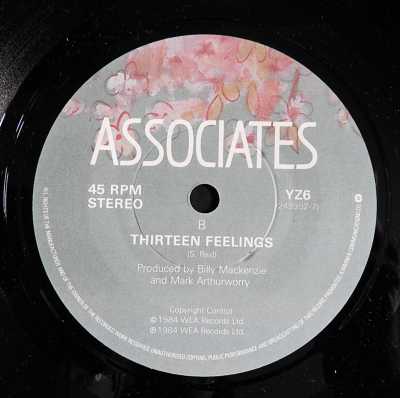 ASSOCIATES
45 RPM
STEREO
YZ6
B
THIRTEEN FEELINGS
(S. Reid)
Produced by Billy Mackenzie
and Mark Arthurworry
Copyright Control
℗ 1984 WEA Records Ltd.
© 1984 WEA Records Ltd.